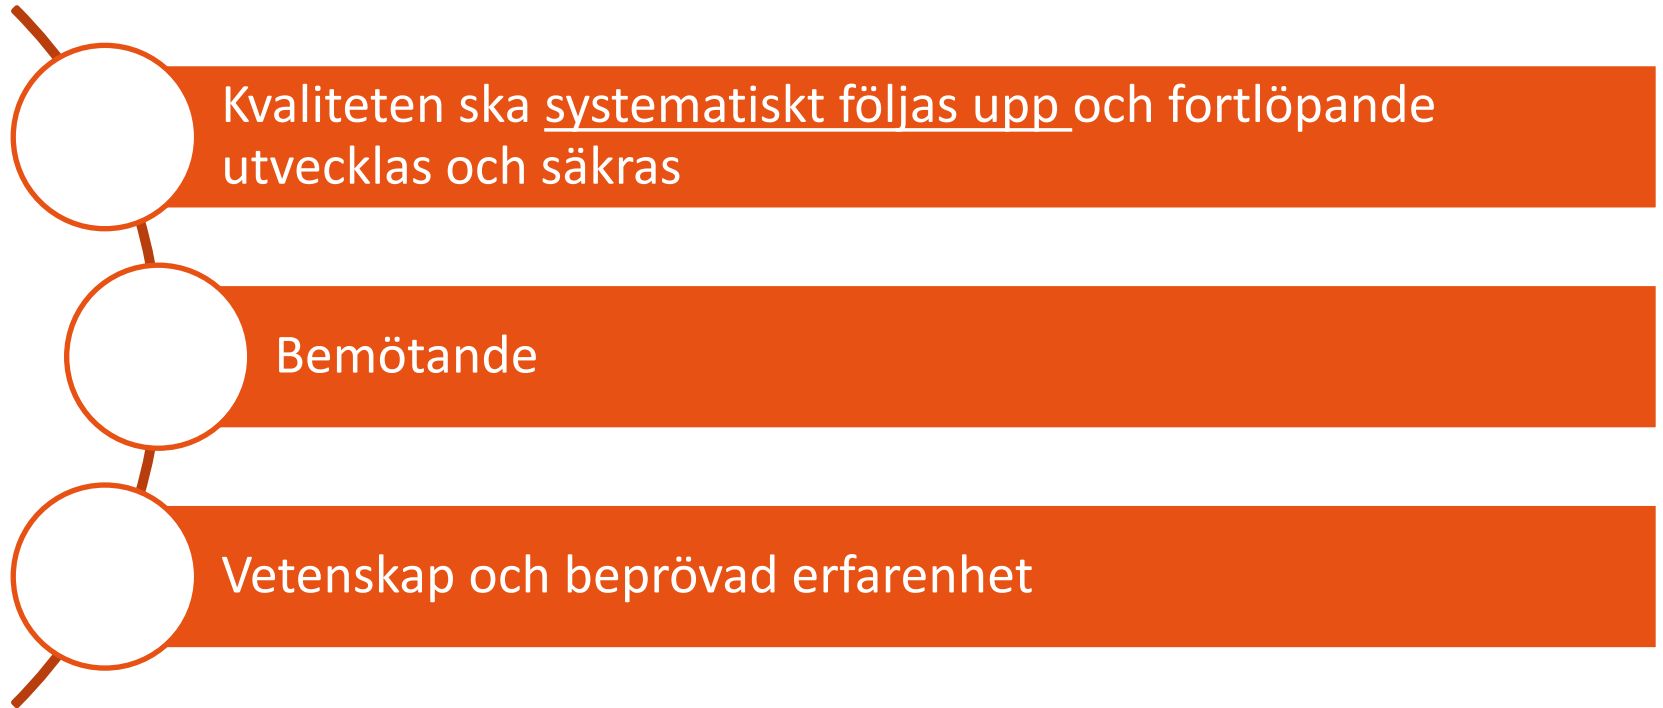 Kvaliteten ska systematiskt följas upp och fortlöpande
utvecklas och säkras
Bemötande
Vetenskap och beprövad erfarenhet